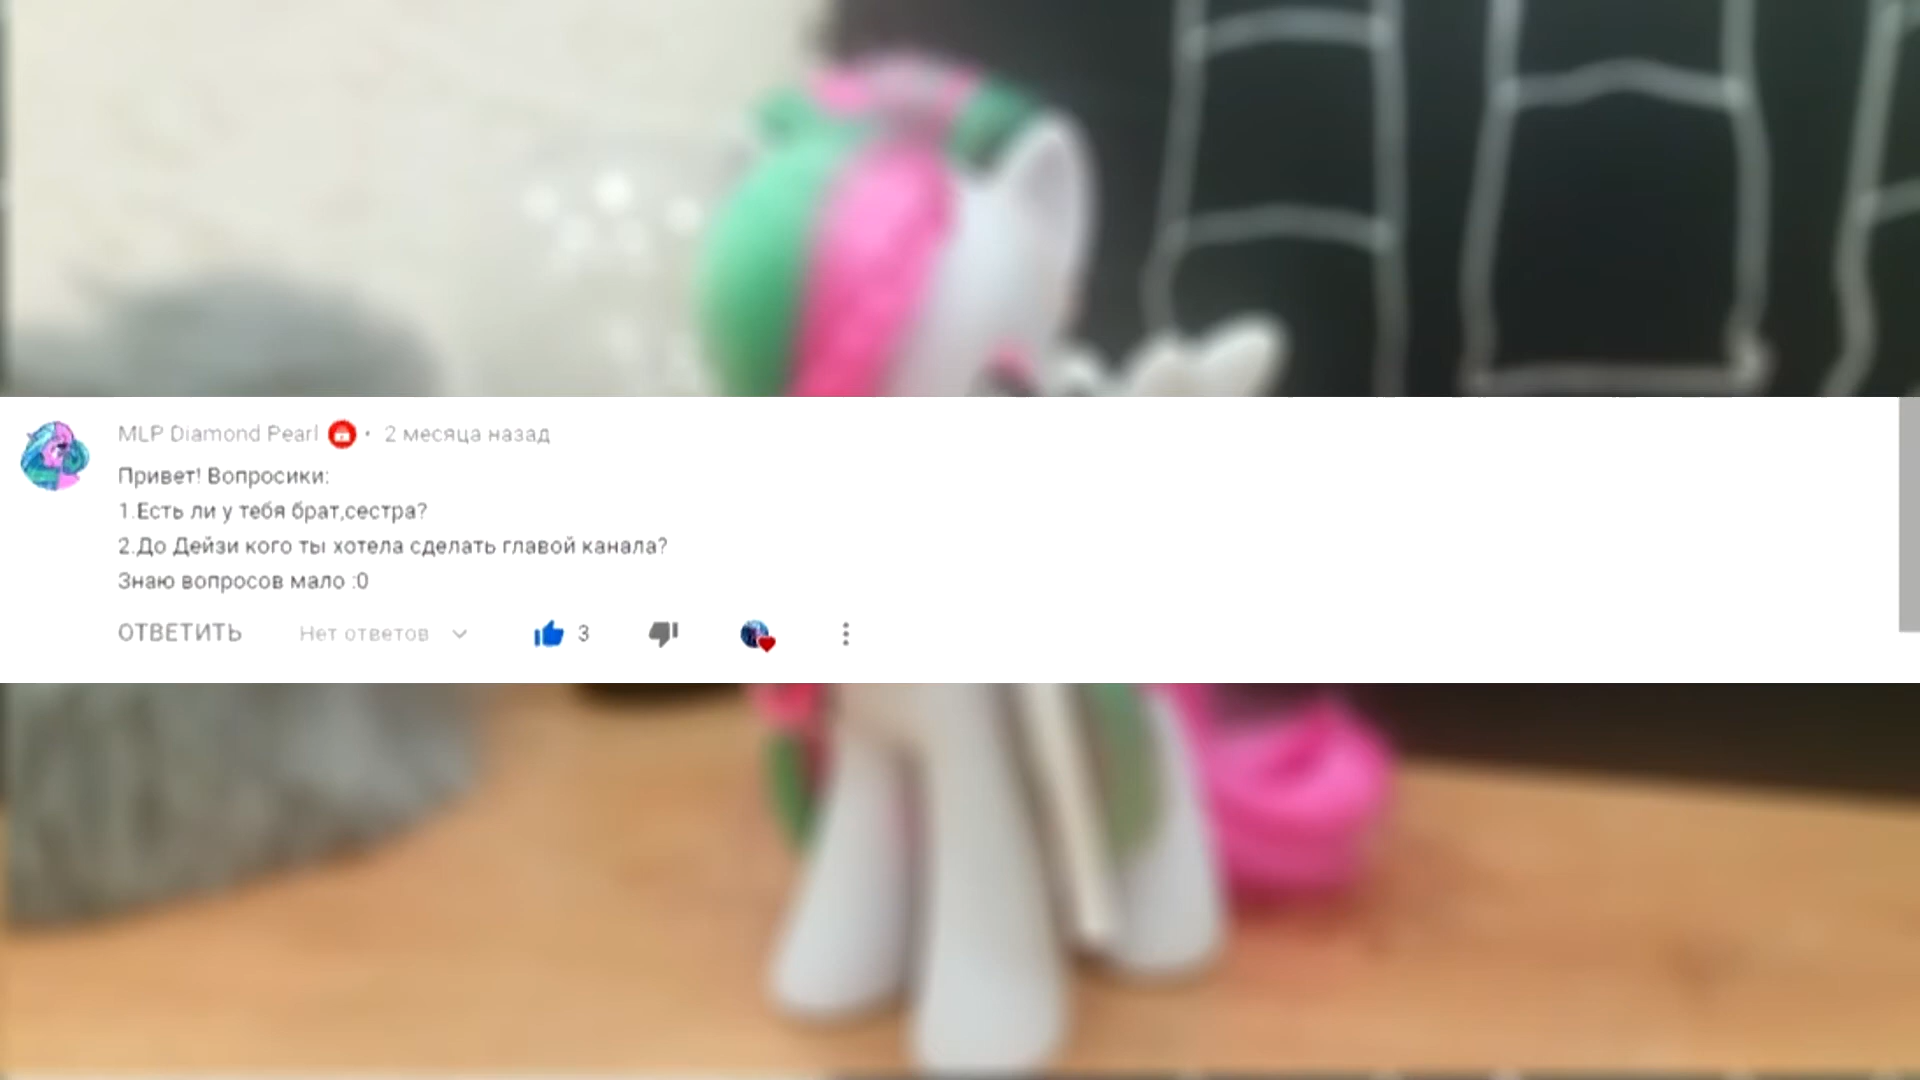 MLP Diamond Pearl • 2 месяца назад
Привет! Вопросики:
1.Есть ли у тебя брат,сестра?
2.До Дейзи кого ты хотела сделать главой канала?
Знаю вопросов мало :0
ОТВЕТИТЬ Нет ответов 3